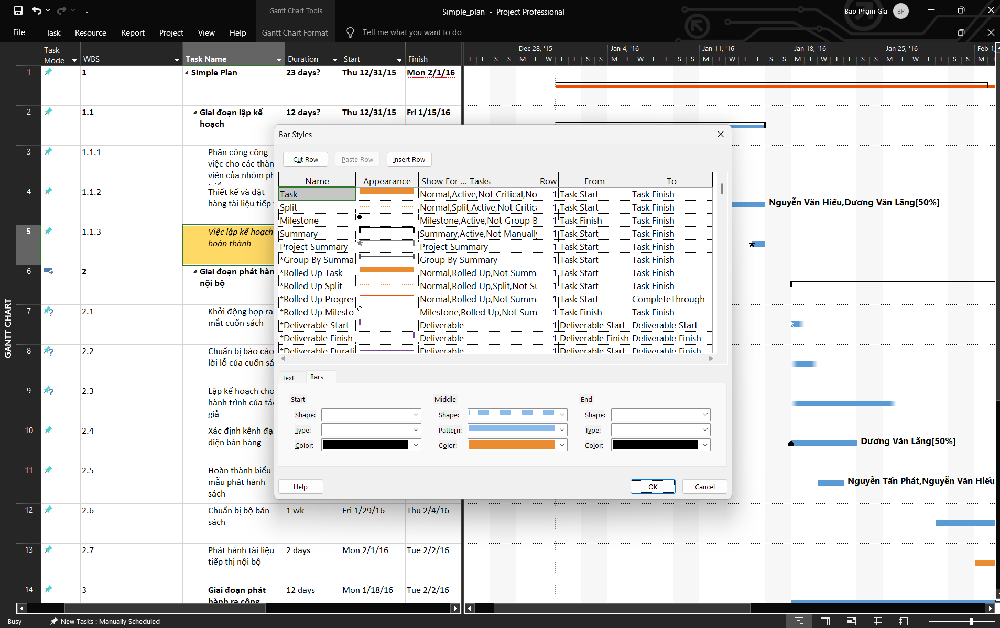 Gantt Chart Tools
Simple_plan - Project Professional
Bảo Phạm Gia
BP
File
Task
Resource
Report
Project
View
Help
Gantt Chart Format
Tell me what you want to do
Task Mode
WBS
Task Name
Duration
Start
Finish
Dec 28, '15
Jan 4, '16
Jan 11, '16
Jan 18, '16
Jan 25, '16
Feb 1,
T F S S M T W T F S S M T W T F S S M T W T F S S M T W T F S S M T W T F S S M T
1 1 Simple Plan 23 days? Thu 12/31/15 Mon 2/1/16
2 1.1 Giai đoạn lập kế hoạch 12 days? Thu 12/31/15 Fri 1/15/16
3 1.1.1 Phân công công
việc cho các thàn
viên của nhóm ph
4 1.1.2 Thiết kế và đặt
hàng tài liệu tiếp t
Nguyễn Văn Hiếu,Dương Văn Lãng[50%]
5 1.1.3 Việc lập kế hoạch
hoàn thành
6 2 Giai đoạn phát hàn
nội bộ
7 2.1 Khởi động họp ra
mắt cuốn sách
8 2.2 Chuẩn bị báo cáo
lời lỗ của cuốn sá
9 2.3 Lập kế hoạch cho
hành trình của tác
giả
10 2.4 Xác định kênh đại
diện bán hàng
Dương Văn Lãng[50%]
11 2.5 Hoàn thành biểu
mẫu phát hành
sách
Nguyễn Tấn Phát,Nguyễn Văn Hiếu
12 2.6 Chuẩn bị bộ bán
sách
1 wk Fri 1/29/16 Thu 2/4/16
13 2.7 Phát hành tài liệu
tiếp thị nội bộ
2 days Mon 2/1/16 Tue 2/2/16
14 3 Giai đoạn phát
hành ra công
12 days Mon 1/18/16 Tue 2/2/16
GANTT CHART
Bar Styles
Cut Row
Paste Row
Insert Row
Name Appearance Show For ... Tasks Row From To
Task Normal,Active,Not Critical,No 1 Task Start Task Finish
Split Normal,Split,Active,Not Critic 1 Task Start Task Finish
Milestone Milestone,Active,Not Group B 1 Task Finish Task Finish
Summary Summary,Active,Not Manually 1 Task Start Task Finish
Project Summary Project Summary 1 Task Start Task Finish
*Group By Summa Group By Summary 1 Task Start Task Finish
*Rolled Up Task Normal,Rolled Up,Not Summ 1 Task Start Task Finish
*Rolled Up Split Normal,Rolled Up,Split,Not Su 1 Task Start Task Finish
*Rolled Up Progres Normal,Rolled Up,Not Summ 1 Task Start CompleteThrough
*Rolled Up Milesto Milestone,Rolled Up,Not Sum 1 Task Finish Task Finish
*Deliverable Start Deliverable 1 Deliverable Start Deliverable Start
*Deliverable Finish Deliverable 1 Deliverable Finish Deliverable Finish
*Deliverable Durati Deliverable 1 Deliverable Start Deliverable Finish
Text
Bars
Start
Middle
End
Shape: Shape: Shape:
Type: Pattern: Type:
Color: Color: Color:
Help
OK
Cancel
Busy
New Tasks : Manually Scheduled